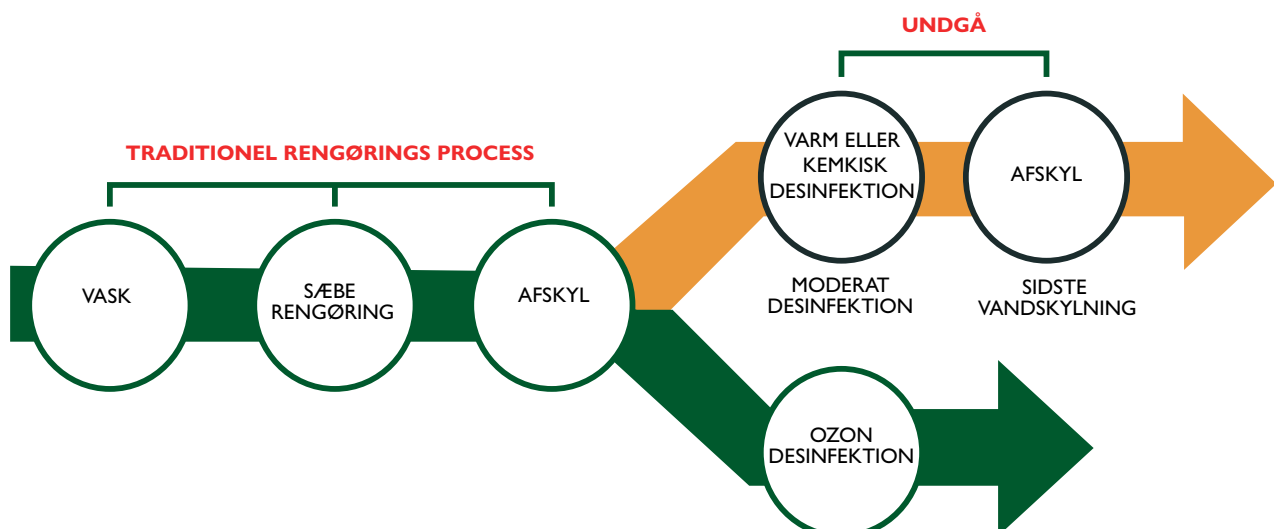 UNDGÅ
TRADITIONEL RENGØRINGS PROCESS
VASK
SÆBE
RENGØRING
AFSKYL
VARM ELLER
KEMKISK
DESINFEKTION
AFSKYL
MODERAT
DESINFEKTION
SIDSTE
VANDSKYLNING
OZON
DESINFEKTION